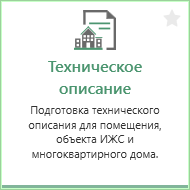 Техническое
описание
Подготовка технического
описания для помещения,
объекта ИЖС и
многоквартирного дома.